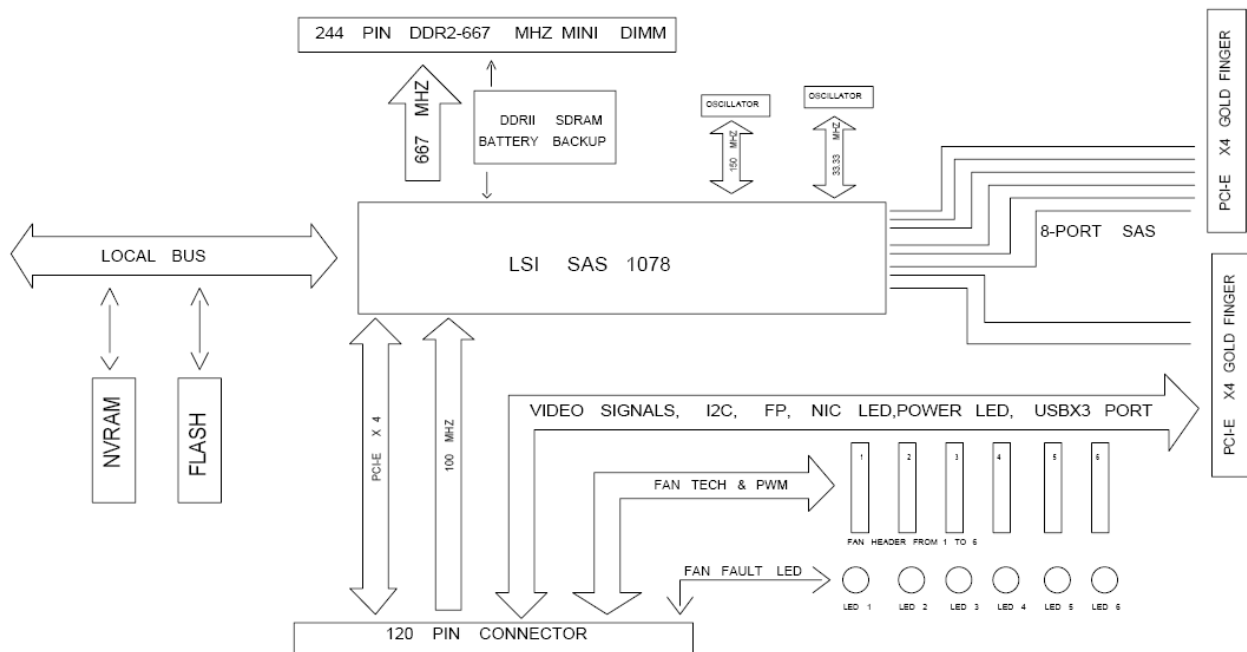 244 PIN DDR2-667 MHZ MINI DIMM
667 MHZ
DDRII SDRAM
BATTERY BACKUP
OSCILLATOR
OSCILLATOR
150 MHZ
33.33 MHZ
PCI-E X4 GOLD FINGER
8-PORT SAS
LOCAL BUS
LSI SAS 1078
PCI-E X4 GOLD FINGER
NVRAM
FLASH
PCI-E X 4
100 MHZ
VIDEO SIGNALS, I2C, FP, NIC LED,POWER LED, USBX3 PORT
1 2 3 4 5 6
FAN TECH & PWM
FAN HEADER FROM 1 TO 6
FAN FAULT LED
LED 1 LED 2 LED 3 LED 4 LED 5 LED 6
120 PIN CONNECTOR